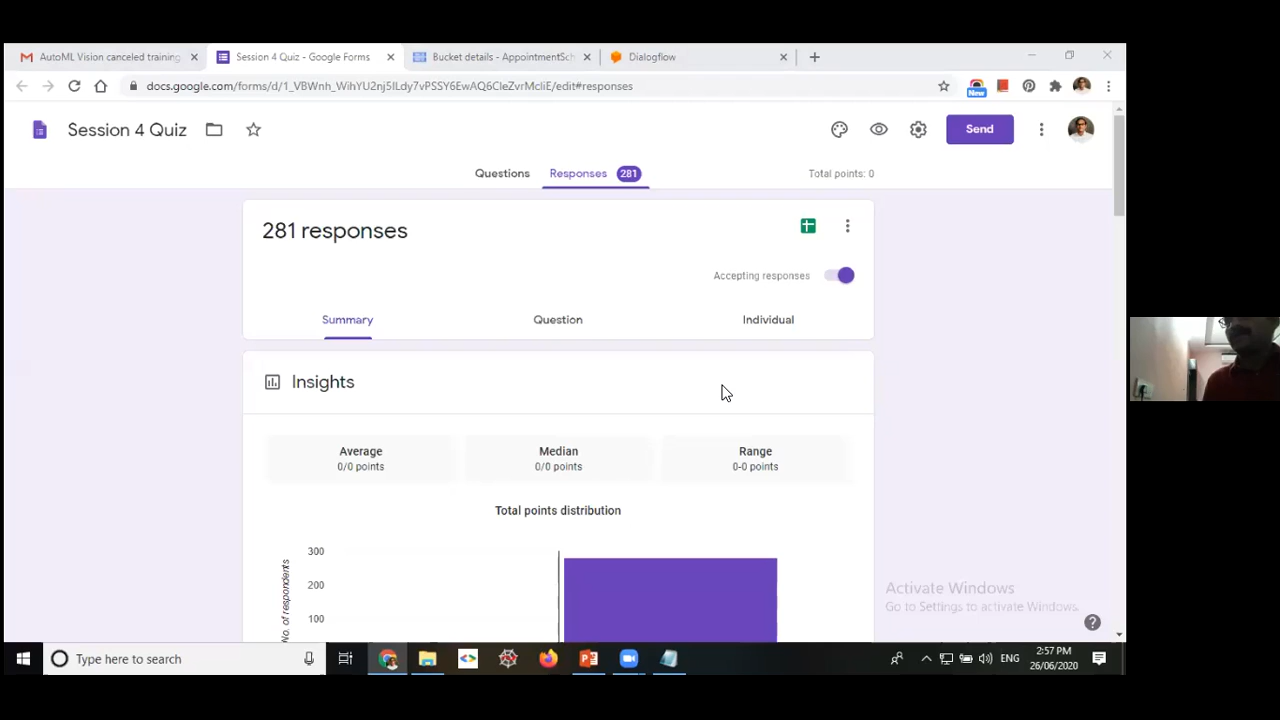 AutoML Vision canceled training
Session 4 Quiz - Google Forms
Bucket details - AppointmentSch
Dialogflow
docs.google.com/forms/d/1_VBWnh_WihYU2nj5ILdy7vPSSY6EwAQ6CIeZvrMcIiE/edit#responses
New
Session 4 Quiz
Send
Questions
Responses 281
Total points: 0
281 responses
Accepting responses
Summary
Question
Individual
Insights
Average
0/0 points
Median
0/0 points
Range
0-0 points
Total points distribution
300
200
100
No. of respondents
Activate Windows
Go to Settings to activate Windows.
Type here to search
ENG
2:57 PM
26/06/2020